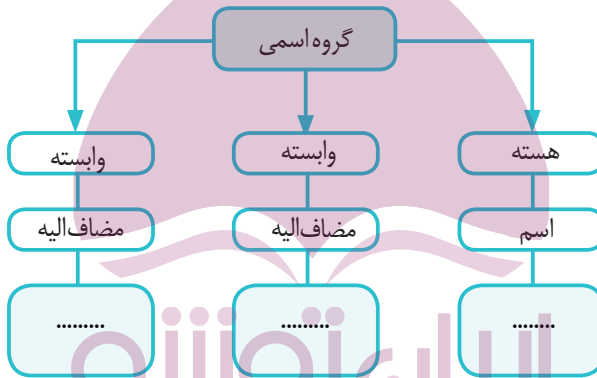 گروه اسمی
هسته
وابسته
وابسته
اسم
مضاف‌الیه
مضاف‌الیه
........
.........
.........